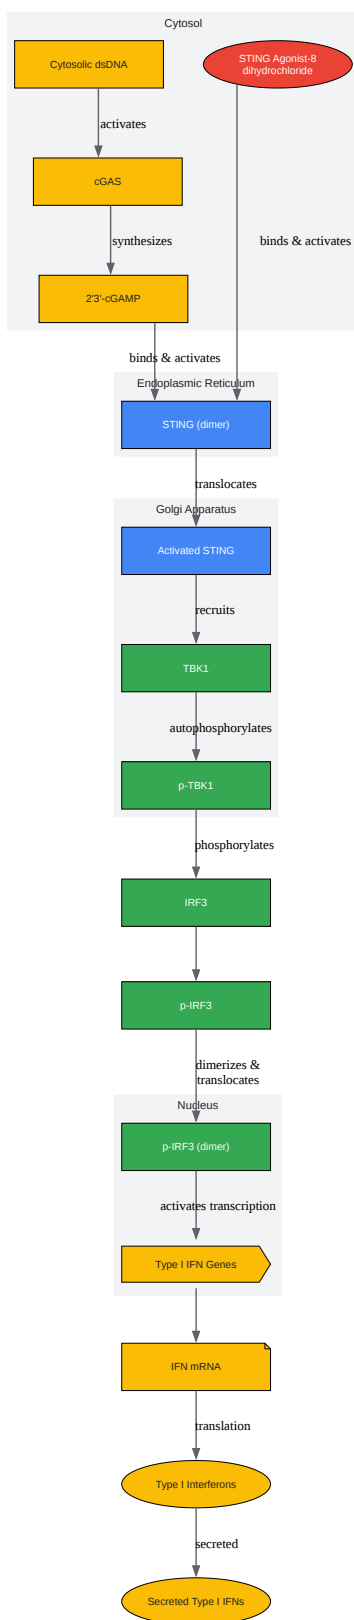 Cytosol
Cytosolic dsDNA
STING Agonist-8
dihydrochloride
activates
cGAS
synthesizes
binds & activates
2'3'-cGAMP
binds & activates
Endoplasmic Reticulum
STING (dimer)
translocates
Golgi Apparatus
Activated STING
recruits
TBK1
autophosphorylates
p-TBK1
phosphorylates
IRF3
p-IRF3
dimerizes &
translocates
Nucleus
p-IRF3 (dimer)
activates transcription
Type I IFN Genes
IFN mRNA
translation
Type I Interferons
secreted
Secreted Type I IFNs